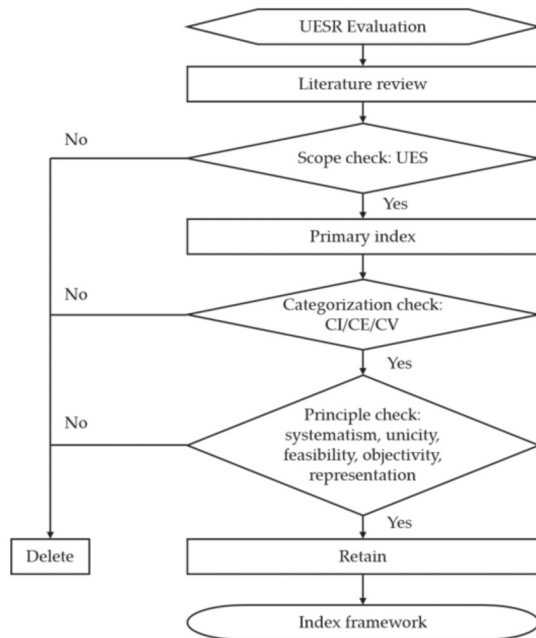 UESR Evaluation
Literature review
No
Scope check: UES
Yes
Primary index
No
Categorization check:
CI/CE/CV
Yes
No
Principle check:
systematism, unicity,
feasibility, objectivity,
representation
Yes
Delete
Retain
Index framework